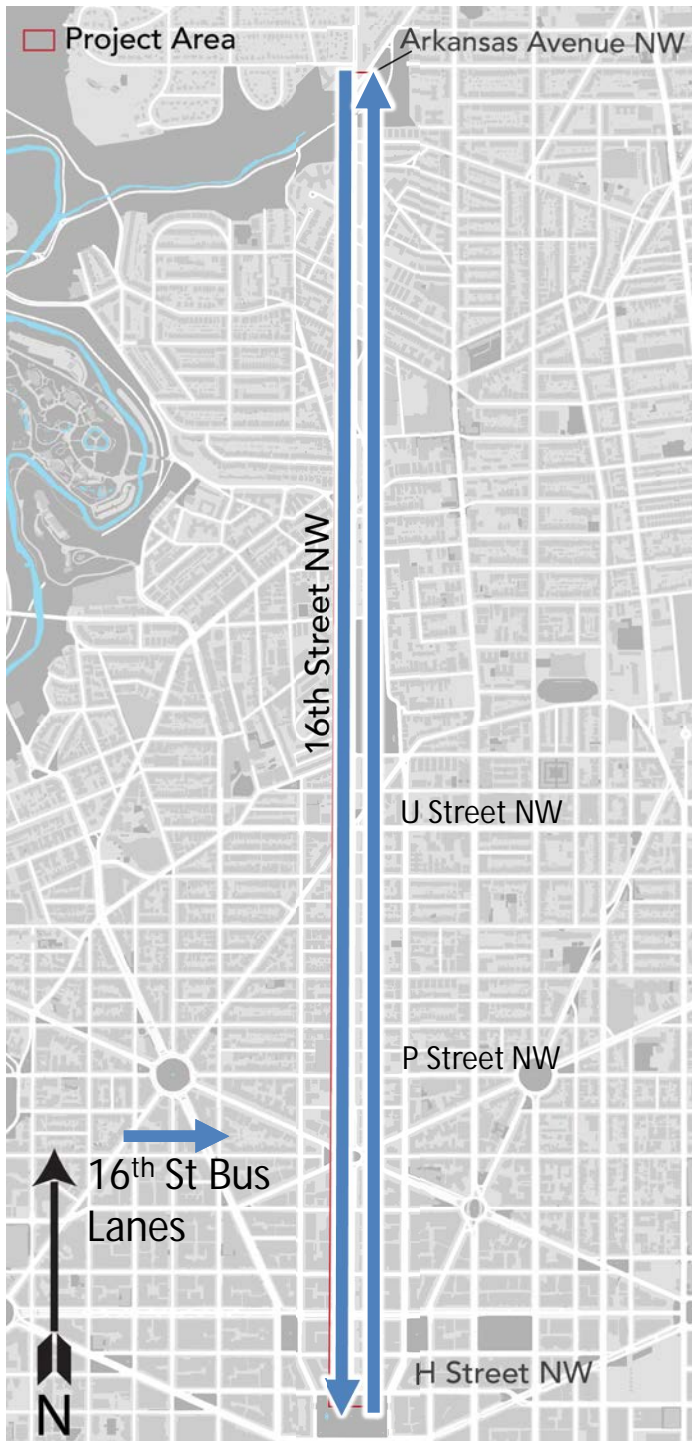 Project Area
Arkansas Avenue NW
16th Street NW
U Street NW
P Street NW
16th St Bus
Lanes
H Street NW
N